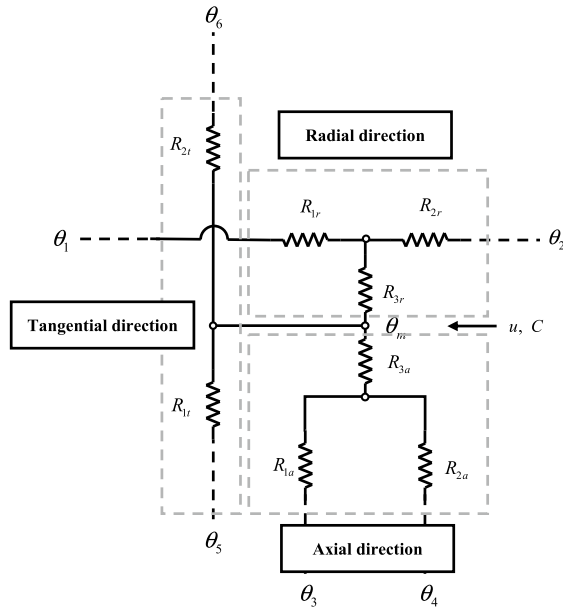 θ6
R2t
Radial direction
R1r
R2r
θ1
θ2
R3r
Tangential direction
θm
u, C
R3a
R1t
R1a
R2a
θ5
Axial direction
θ3
θ4